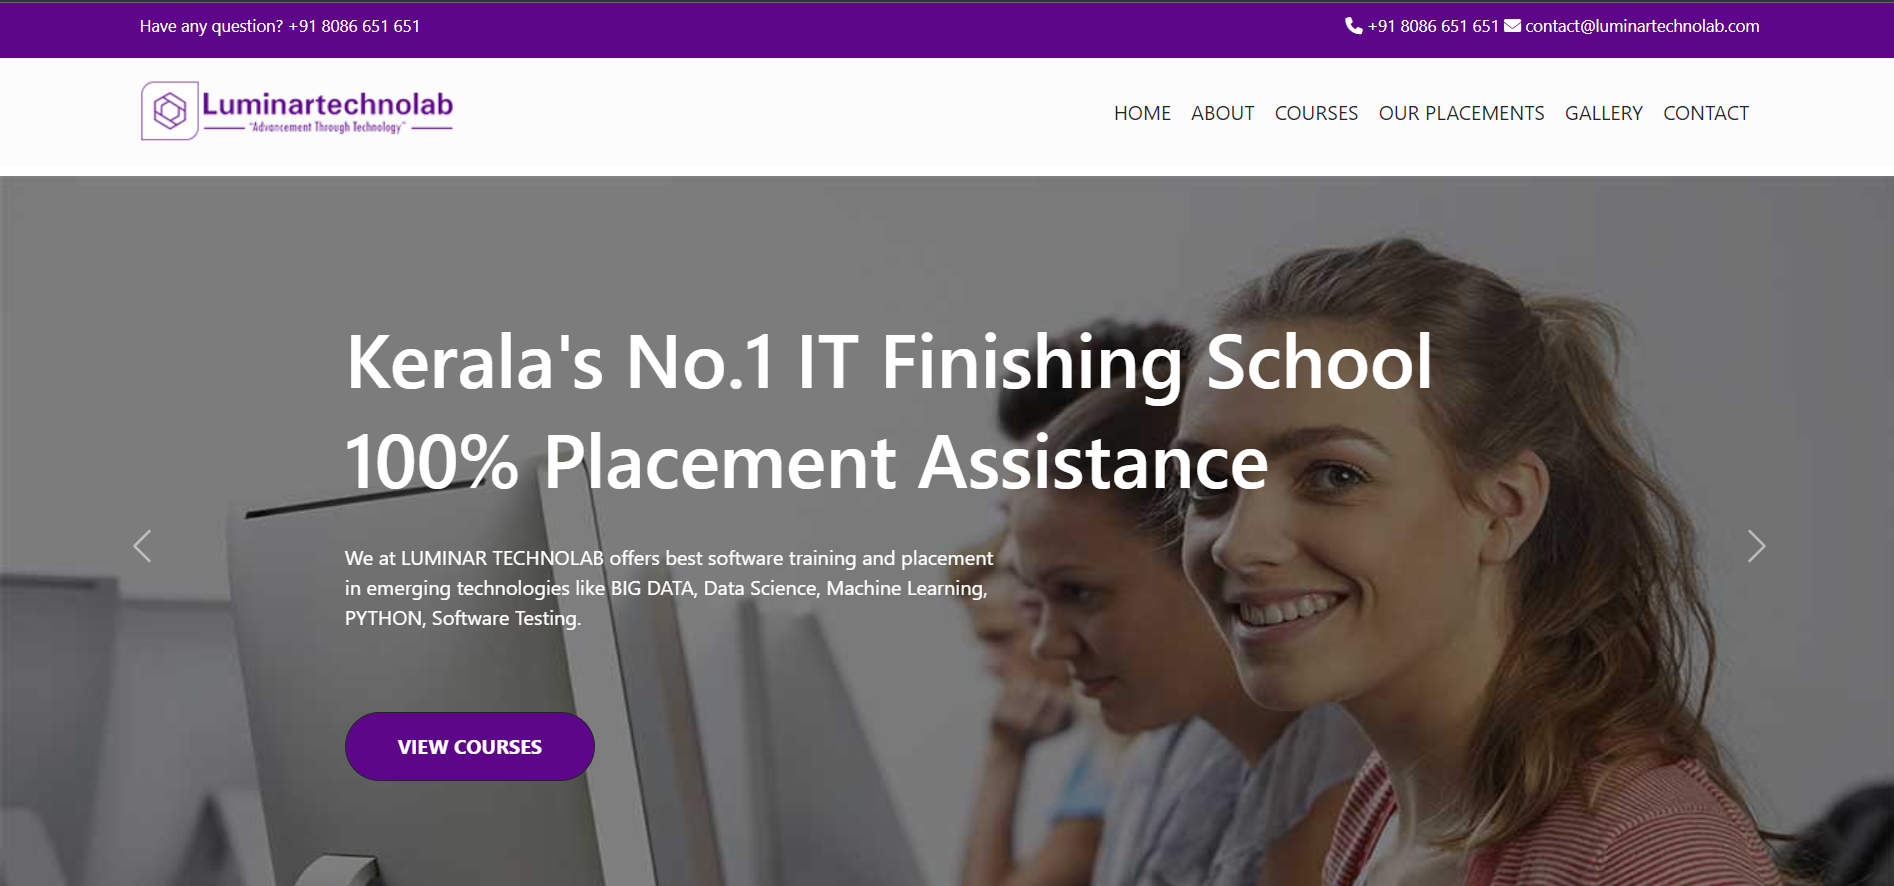 Have any question? +91 8086 651 651
+91 8086 651 651 contact@luminartechnolab.com
Luminartechnolab
"Advancement Through Technology"
HOME ABOUT COURSES OUR PLACEMENTS GALLERY CONTACT
Kerala's No.1 IT Finishing School
100% Placement Assistance
We at LUMINAR TECHNOLAB offers best software training and placement
in emerging technologies like BIG DATA, Data Science, Machine Learning,
PYTHON, Software Testing.
VIEW COURSES